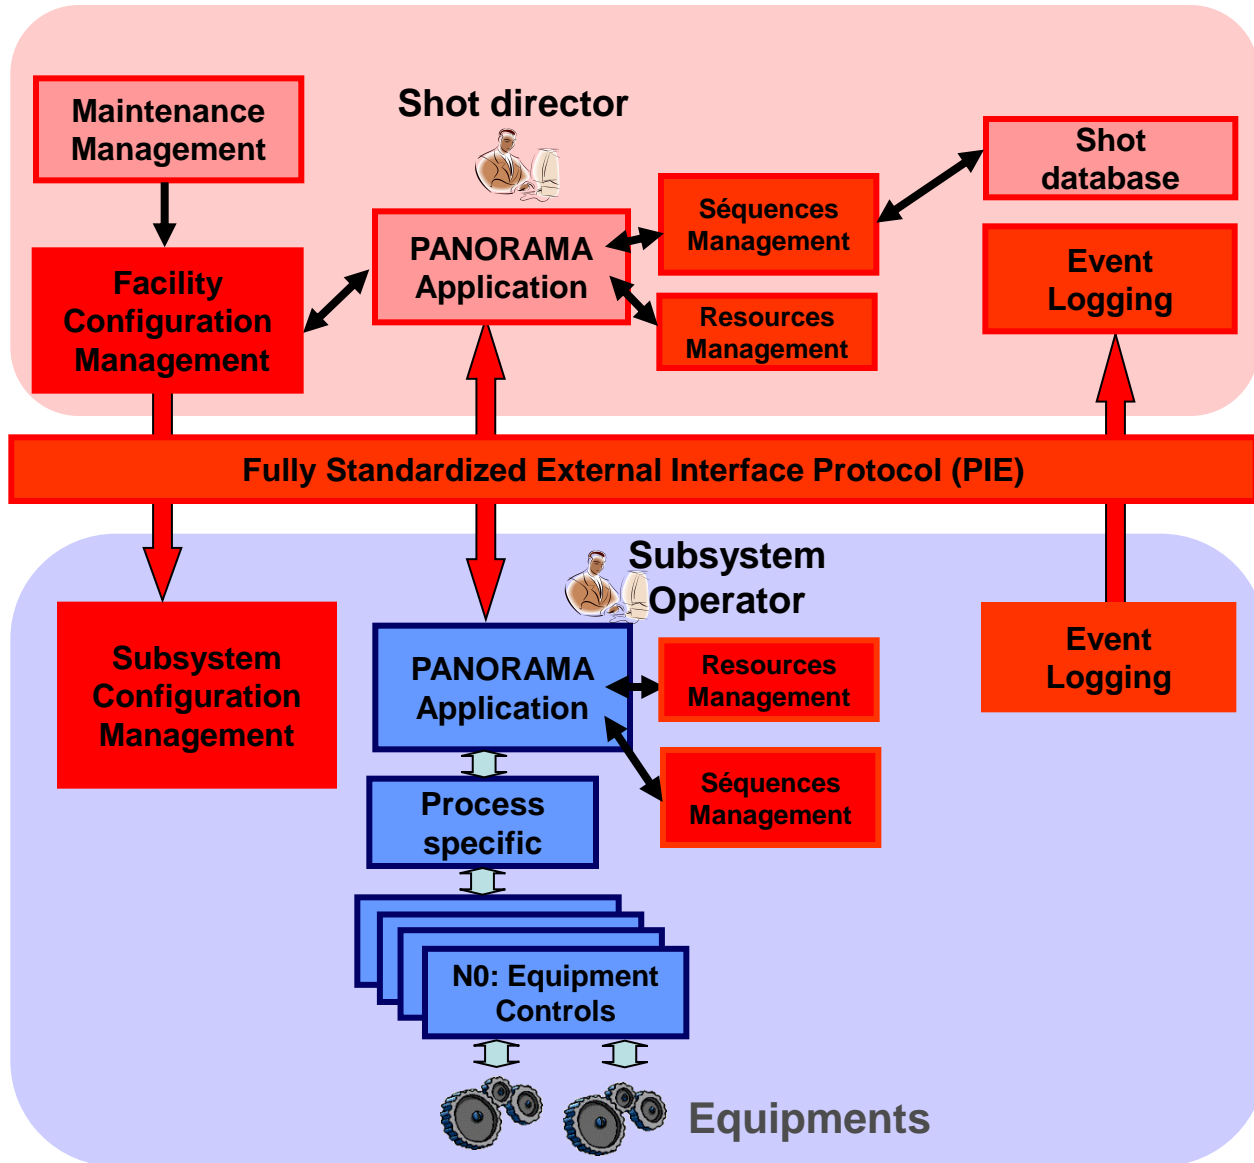 Maintenance
Management
Shot director
Shot
database
Séquences
Management
PANORAMA
Application
Event
Logging
Facility
Configuration
Management
Resources
Management
Fully Standardized External Interface Protocol (PIE)
Subsystem
Operator
Subsystem
Configuration
Management
PANORAMA
Application
Resources
Management
Event
Logging
Séquences
Management
Process
specific
N0: Equipment
Controls
Equipments